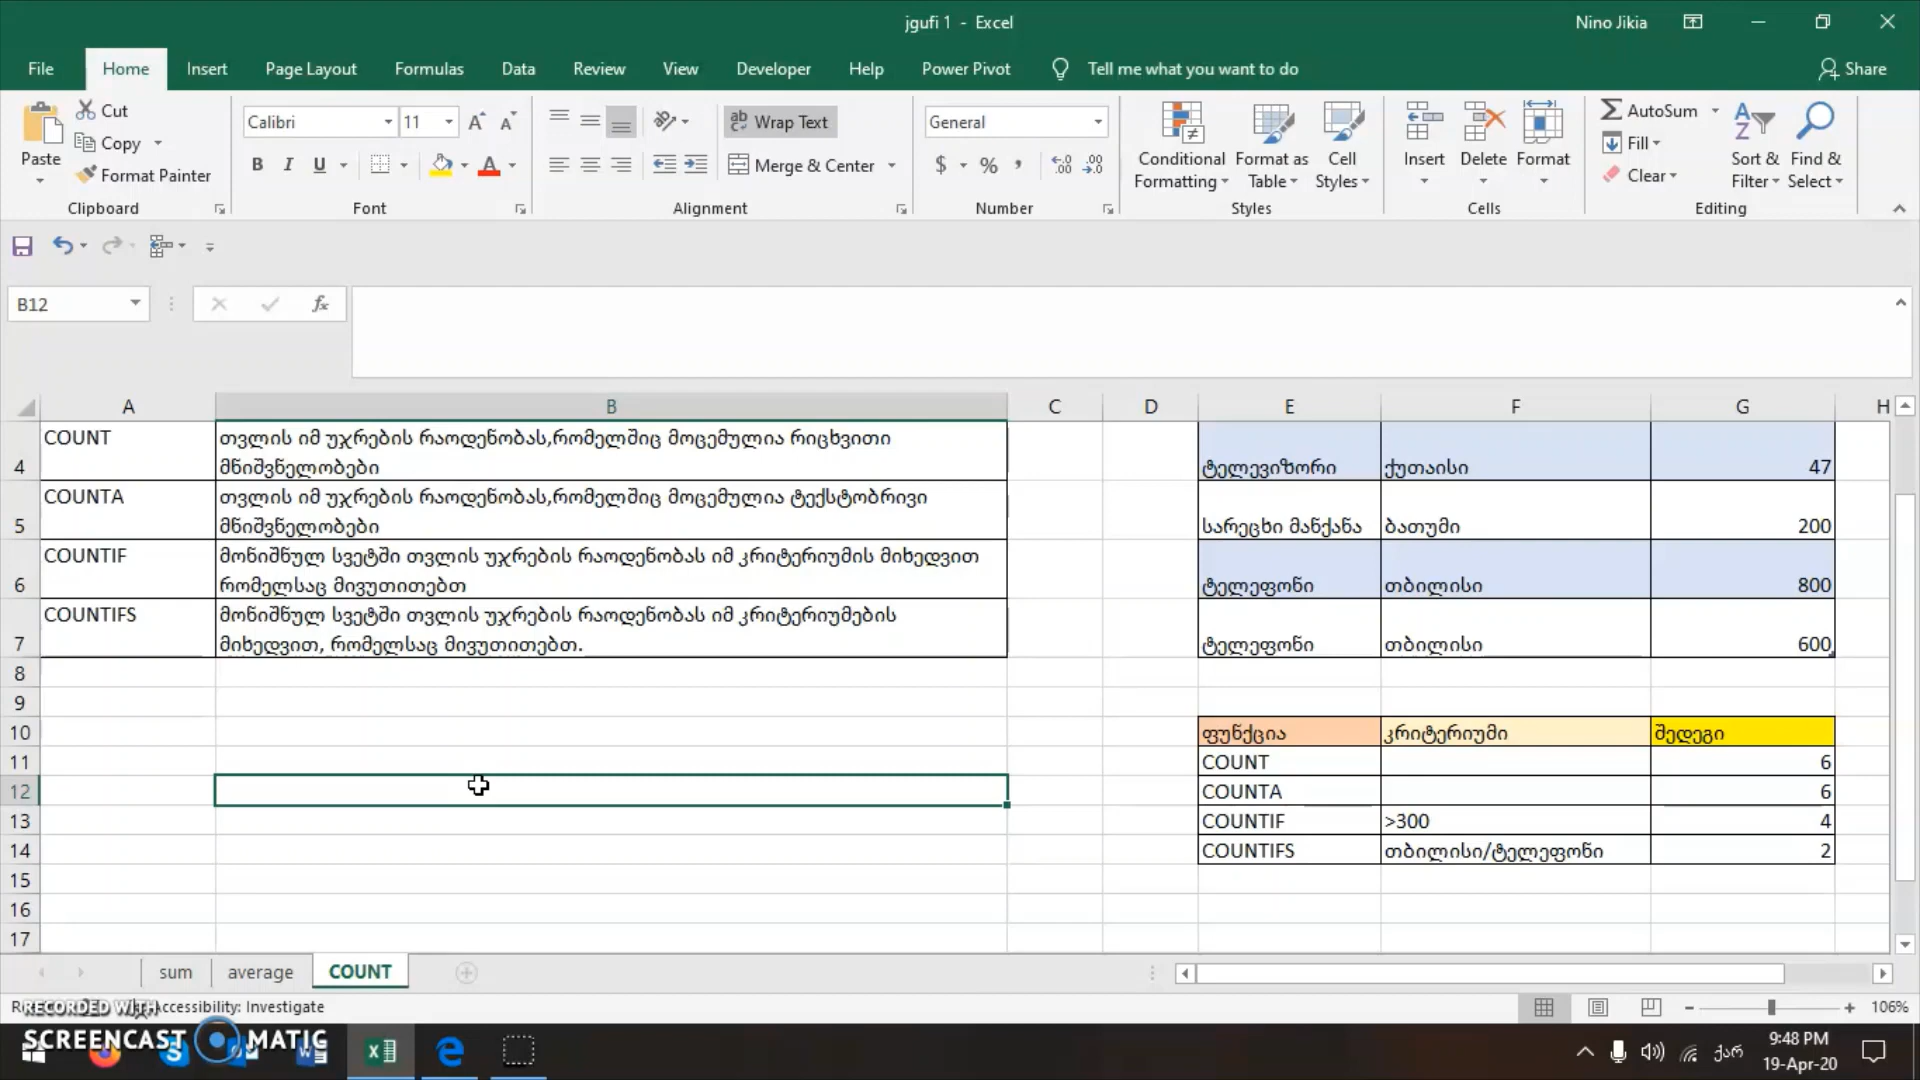 jgufi 1 - Excel
Nino Jikia
File Home Insert Page Layout Formulas Data Review View Developer Help Power Pivot Tell me what you want to do Share
Paste
Cut
Copy
Format Painter
Clipboard
Calibri 11
B I U A
Font
Wrap Text
Merge & Center
Alignment
General
$ % ,
Number
Conditional Formatting
Format as Table
Cell Styles
Styles
Insert Delete Format
Cells
AutoSum
Fill
Clear
Sort & Filter
Find & Select
Editing
B12
fx
A B C D E F G H
4 COUNT თვლის იმ უჯრების რაოდენობას,რომელშიც მოცემულია რიცხვითი
მნიშვნელობები ტელევიზორი ქუთაისი 47
5 COUNTA თვლის იმ უჯრების რაოდენობას,რომელშიც მოცემულია ტექსტობრივი
მნიშვნელობები სარეცხი მანქანა ბათუმი 200
6 COUNTIF მონიშნულ სვეტში თვლის უჯრების რაოდენობას იმ კრიტერიუმის მიხედვით
რომელსაც მივუთითებთ ტელეფონი თბილისი 800
7 COUNTIFS მონიშნულ სვეტში თვლის უჯრების რაოდენობას იმ კრიტერიუმების
მიხედვით, რომელსაც მივუთითებთ. ტელეფონი თბილისი 600
8
9
10 ფუნქცია კრიტერიუმი შედეგი
11 COUNT 6
12 COUNTA 6
13 COUNTIF >300 4
14 COUNTIFS თბილისი/ტელეფონი 2
15
16
17
sum average COUNT
RECORDED WITH
Accessibility: Investigate
106%
SCREENCAST MATIC
ქარ
9:48 PM
19-Apr-20